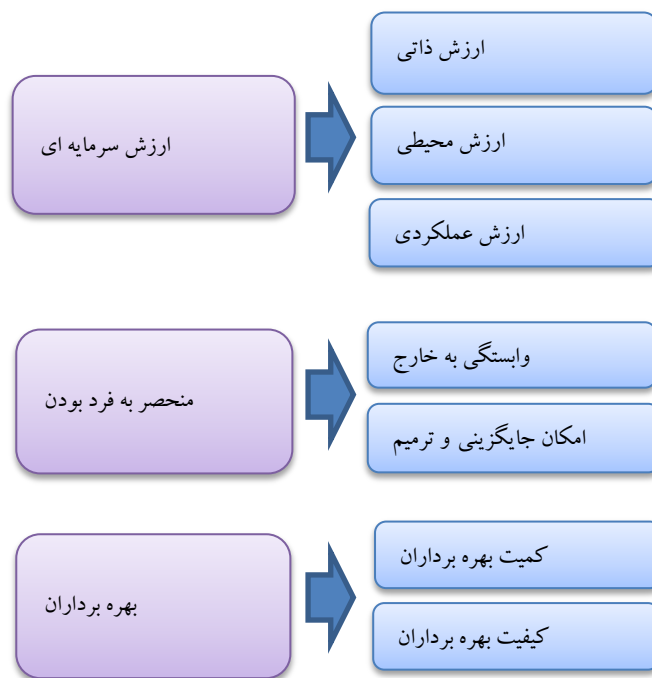 ارزش سرمایه ای
ارزش ذاتی
ارزش محیطی
ارزش عملکردی
منحصر به فرد بودن
وابستگی به خارج
امکان جایگزینی و ترمیم
بهره برداران
کمیت بهره برداران
کیفیت بهره برداران